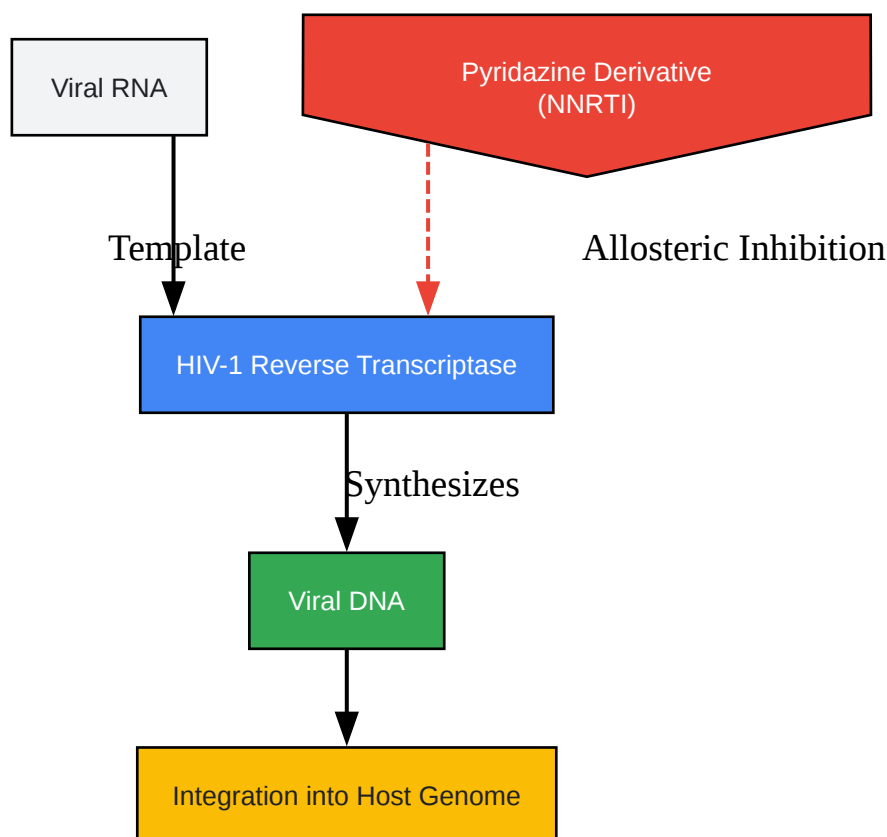 Viral RNA
Pyridazine Derivative
(NNRTI)
Template
Allosteric Inhibition
HIV-1 Reverse Transcriptase
Synthesizes
Viral DNA
Integration into Host Genome